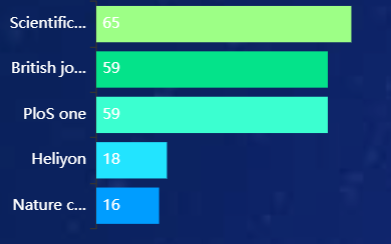 Scientific... 65
British jo... 59
PloS one 59
Heliyon 18
Nature c... 16